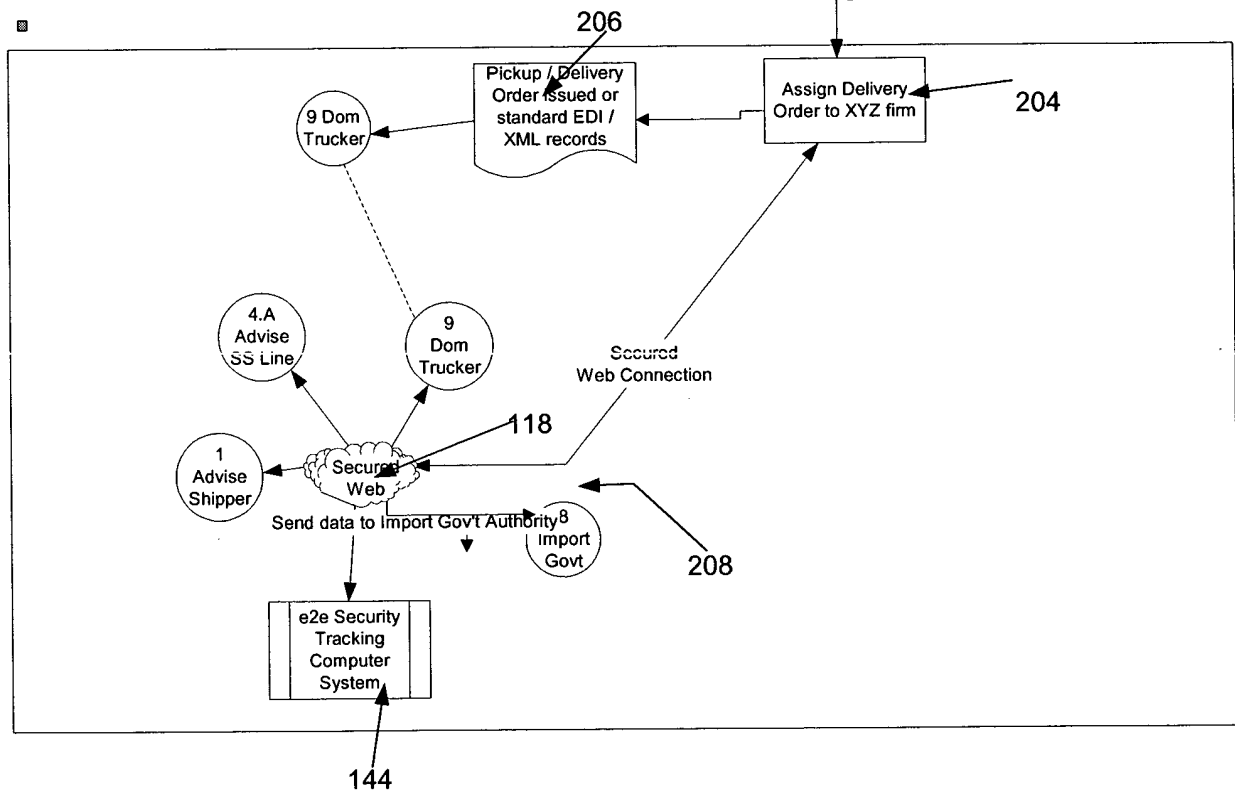 206
Pickup / Delivery
Order issued or
standard EDI /
XML records
Assign Delivery
Order to XYZ firm
204
9 Dom
Trucker
4.A
Advise
SS Line
9
Dom
Trucker
Secured
Web Connection
118
1
Advise
Shipper
Secured
Web
Send data to Import Gov't Authority
8
Import
Govt
208
e2e Security
Tracking
Computer
System
144